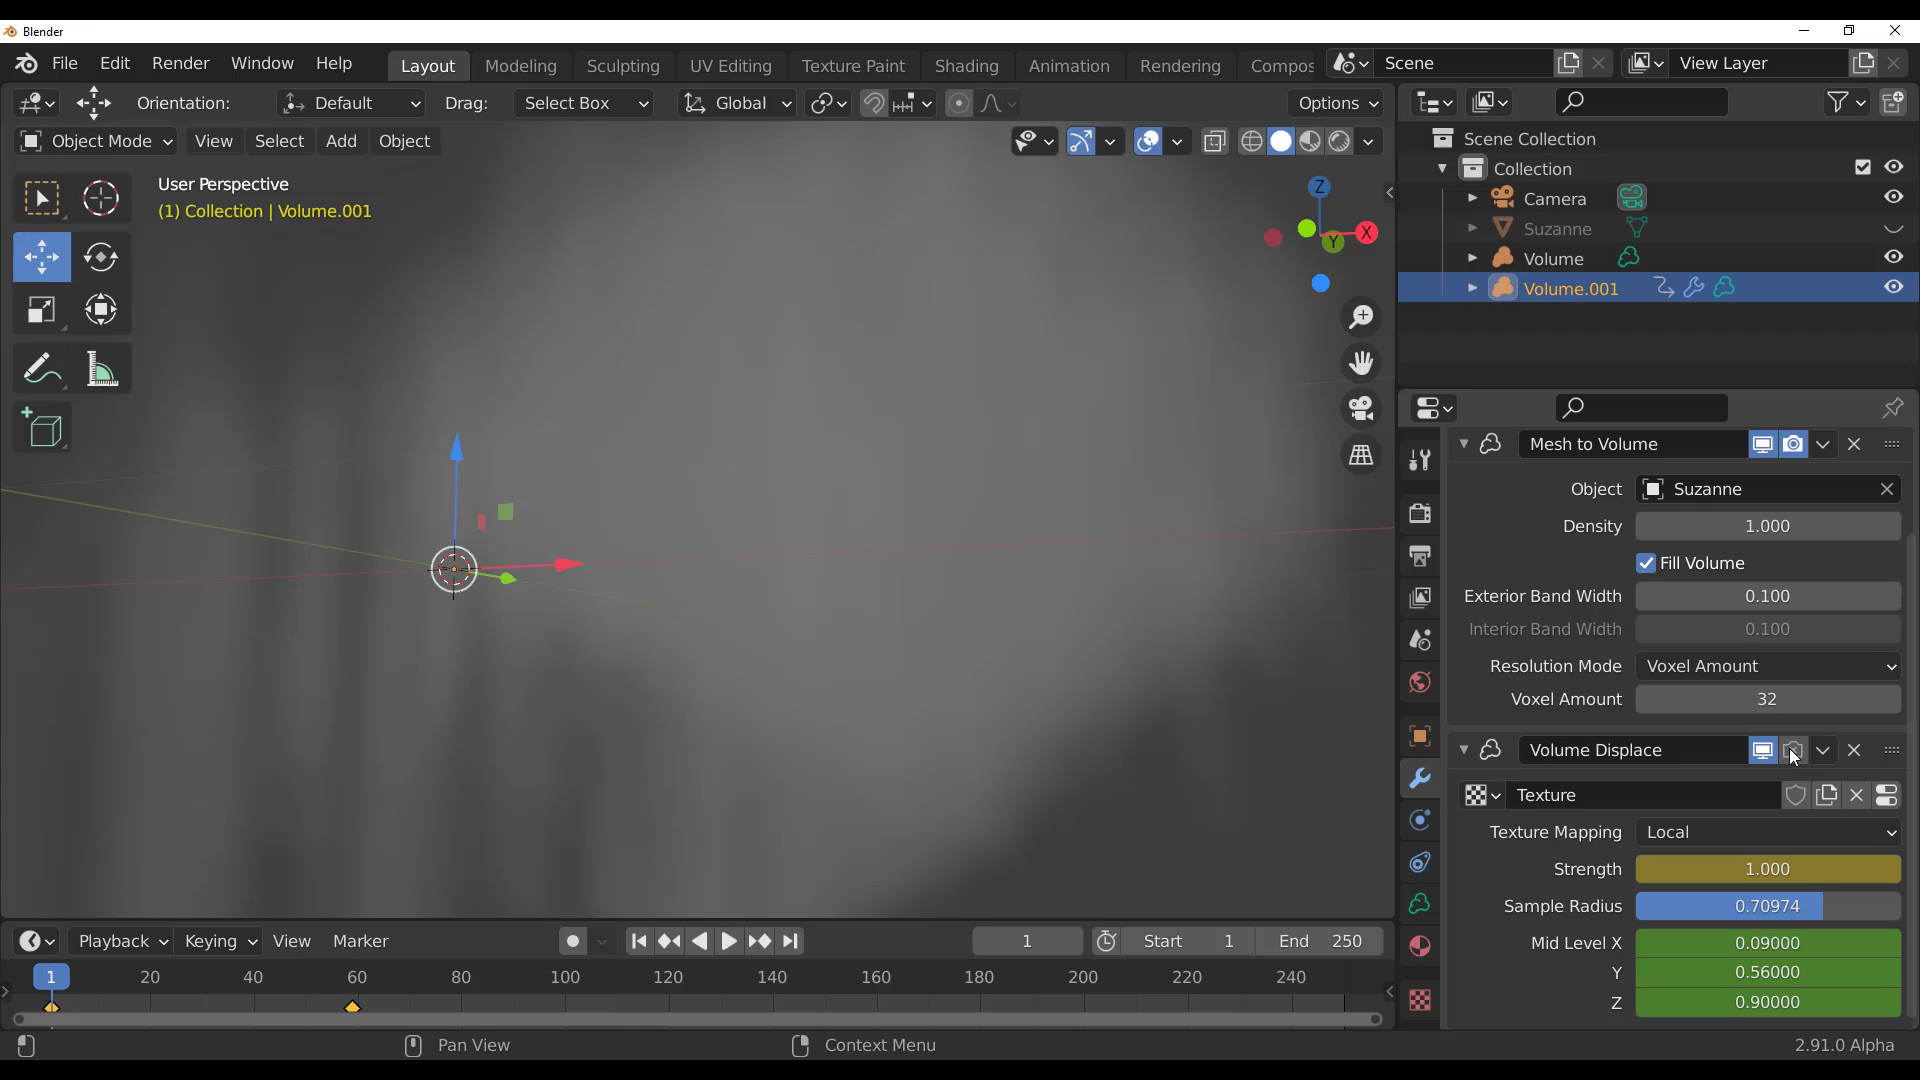 Blender
File Edit Render Window Help Layout Modeling Sculpting UV Editing Texture Paint Shading Animation Rendering Compos Scene View Layer
Orientation: Default Drag: Select Box Global Options
Object Mode View Select Add Object
User Perspective
(1) Collection | Volume.001
Z
X
Y
Scene Collection
Collection
Camera
Suzanne
Volume
Volume.001
Mesh to Volume
Object Suzanne
Density 1.000
Fill Volume
Exterior Band Width 0.100
Interior Band Width 0.100
Resolution Mode Voxel Amount
Voxel Amount 32
Volume Displace
Texture
Texture Mapping Local
Strength 1.000
Sample Radius 0.70974
Mid Level X 0.09000
Y 0.56000
Z 0.90000
Playback Keying View Marker 1 Start 1 End 250
1 20 40 60 80 100 120 140 160 180 200 220 240
Pan View Context Menu 2.91.0 Alpha